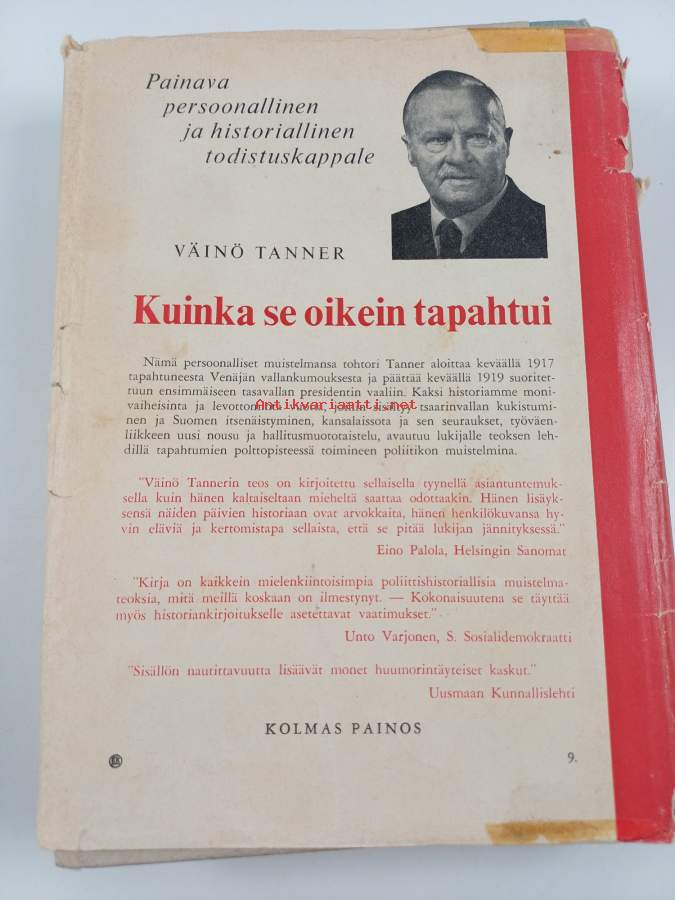 Painava
persoonallinen
ja historiallinen
todistuskappale
VÄINÖ TANNER
Kuinka se oikein tapahtui
Nämä persoonalliset muistelmansa tohtori Tanner aloittaa keväällä 1917
tapahtuneesta Venäjän vallankumouksesta ja päättää keväällä 1919 suoritet-
tuun ensimmäiseen tasavallan presidentin vaaliin. Kaksi historiamme moni-
vaiheisinta ja levottominta vuotta, joihin sisältyy tsaarinvallan kukistumi-
Antikvariaatti.net
nen ja Suomen itsenäistyminen, kansalaissota ja sen seuraukset, työväen-
liikkeen uusi nousu ja hallitusmuototaistelu, avautuu lukijalle teoksen leh-
dillä tapahtumien polttopisteessä toimineen poliitikon muistelmina.
"Väinö Tannerin teos on kirjoitettu sellaisella tyynellä asiantuntemuk-
sella kuin hänen kaltaiseltaan mieheltä saattaa odottaakin. Hänen lisäyk-
sensä näiden päivien historiaan ovat arvokkaita, hänen henkilökuvansa hy-
vin eläviä ja kertomistapa sellaista, että se pitää lukijan jännityksessä."
Eino Palola, Helsingin Sanomat
"Kirja on kaikkein mielenkiintoisimpia poliittishistoriallisia muistelma-
teoksia, mitä meillä koskaan on ilmestynyt. — Kokonaisuutena se täyttää
myös historiankirjoitukselle asetettavat vaatimukset."
Unto Varjonen, S. Sosialidemokraatti
"Sisällön nautittavuutta lisäävät monet huumorintäyteiset kaskut."
Uusmaan Kunnallislehti
KOLMAS PAINOS
9.